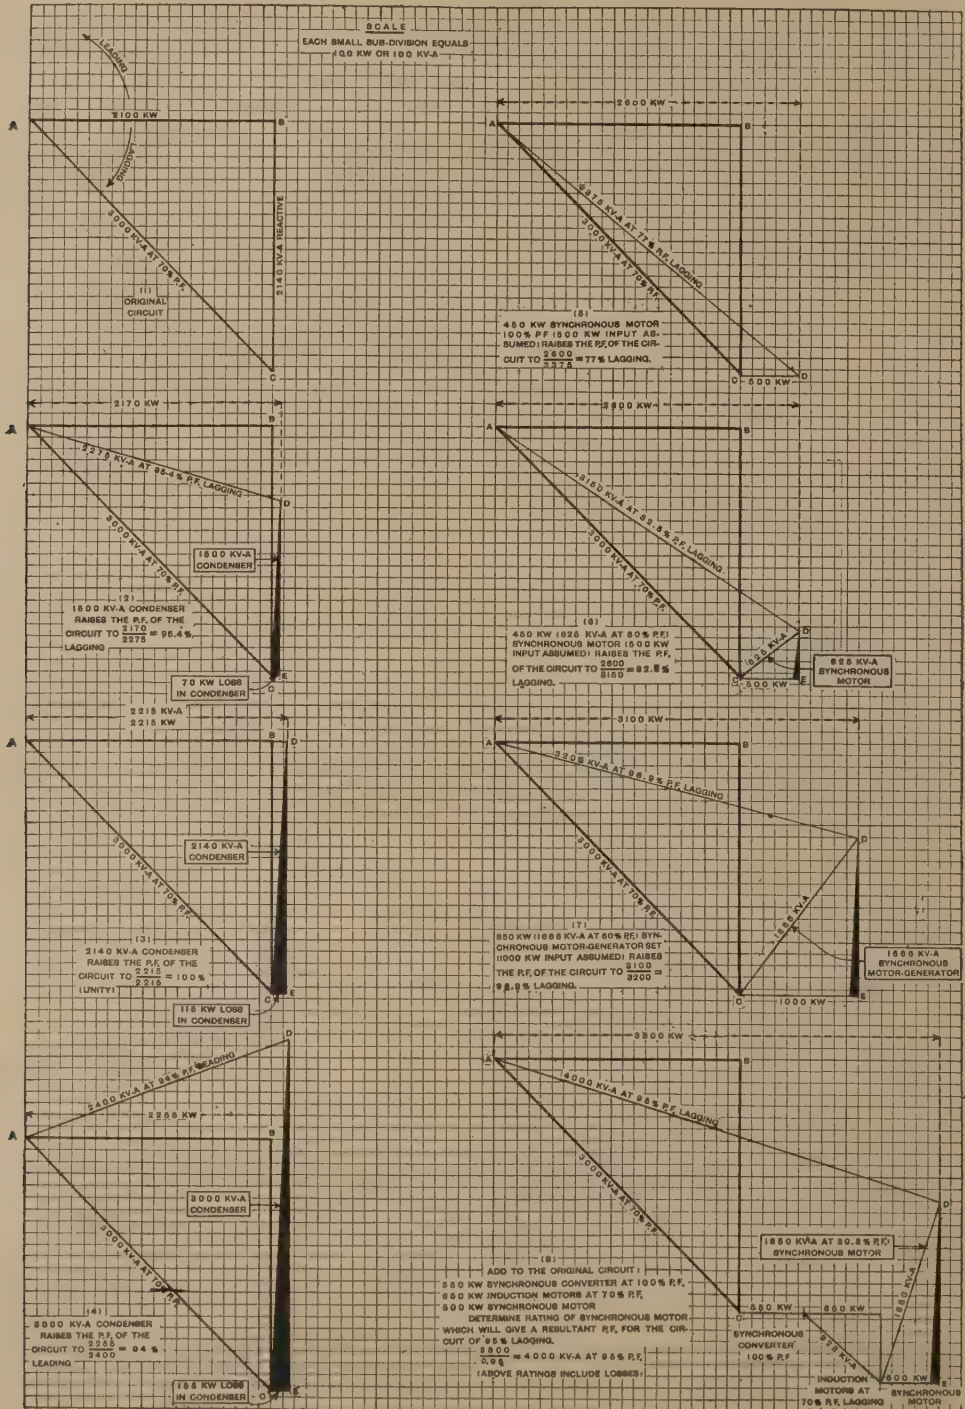 SCALE
EACH SMALL SUB-DIVISION EQUALS
100 KW OR 100 KV-A
LEADING
LAGGING
A
2100 KW
B
2140 KV-A REACTIVE
3000 KV-A AT 70% P.F.
(1)
ORIGINAL
CIRCUIT
C
2170 KW
A
B
2275 KV-A AT 95.4% P.F. LAGGING
D
3000 KV-A AT 70% P.F.
1500 KV-A
CONDENSER
(2)
1500 KV-A CONDENSER
RAISES THE P.F. OF THE
CIRCUIT TO 2170/2275 = 95.4%
LAGGING
70 KW LOSS
IN CONDENSER
C
E
2215 KV-A
2215 KW
A
B
D
3000 KV-A AT 70% P.F.
2140 KV-A
CONDENSER
(3)
2140 KV-A CONDENSER
RAISES THE P.F. OF THE
CIRCUIT TO 2215/2215 = 100%
(UNITY)
115 KW LOSS
IN CONDENSER
C
E
D
2400 KV-A AT 94% P.F. LEADING
2255 KW
A
B
3000 KV-A
CONDENSER
3000 KV-A AT 70% P.F.
(4)
3000 KV-A CONDENSER
RAISES THE P.F. OF THE
CIRCUIT TO 2255/2400 = 94%
LEADING
155 KW LOSS
IN CONDENSER
C
E
2600 KW
A
B
3375 KV-A AT 77% P.F. LAGGING
3000 KV-A AT 70% P.F.
(5)
450 KW SYNCHRONOUS MOTOR
100% PF (500 KW INPUT AS-
SUMED) RAISES THE P.F. OF THE CIR-
CUIT TO 2600/3375 = 77% LAGGING.
C
500 KW
D
2600 KW
A
B
3150 KV-A AT 82.5% P.F. LAGGING
3000 KV-A AT 70% P.F.
(6)
450 KW (625 KV-A AT 80% P.F.)
SYNCHRONOUS MOTOR (500 KW
INPUT ASSUMED) RAISES THE P.F.
OF THE CIRCUIT TO 2600/3150 = 82.5%
LAGGING.
D
625 KV-A
625 KV-A
SYNCHRONOUS
MOTOR
C
500 KW
E
3100 KW
A
B
3200 KV-A AT 96.9% P.F. LAGGING
D
3000 KV-A AT 70% P.F.
1666 KV-A
(7)
850 KW (1666 KV-A AT 60% P.F.) SYN-
CHRONOUS MOTOR-GENERATOR SET
(1000 KW INPUT ASSUMED) RAISES
THE P.F. OF THE CIRCUIT TO 3100/3200 =
96.9% LAGGING.
1666 KV-A
SYNCHRONOUS
MOTOR-GENERATOR
C
1000 KW
E
3800 KW
A
B
4000 KV-A AT 95% P.F. LAGGING
3000 KV-A AT 70% P.F.
D
1650 KV-A AT 30.3% P.F.
SYNCHRONOUS MOTOR
(8)
ADD TO THE ORIGINAL CIRCUIT:
550 KW SYNCHRONOUS CONVERTER AT 100% P.F.
650 KW INDUCTION MOTORS AT 70% P.F.
500 KW SYNCHRONOUS MOTOR
DETERMINE RATING OF SYNCHRONOUS MOTOR
WHICH WILL GIVE A RESULTANT P.F. FOR THE CIR-
CUIT OF 95% LAGGING.
3800/0.95 = 4000 KV-A AT 95% P.F.
(ABOVE RATINGS INCLUDE LOSSES)
C
550 KW
650 KW
SYNCHRONOUS
CONVERTER
100% P.F
928 KV-A
1650 KV-A
INDUCTION
MOTORS AT
70% P.F. LAGGING
500 KW
E
SYNCHRONOUS
MOTOR